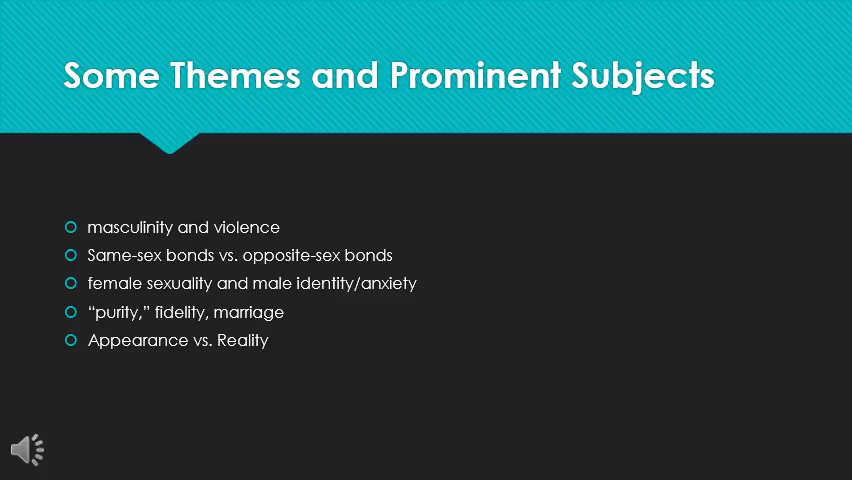 Some Themes and Prominent Subjects
masculinity and violence
Same-sex bonds vs. opposite-sex bonds
female sexuality and male identity/anxiety
“purity,” fidelity, marriage
Appearance vs. Reality